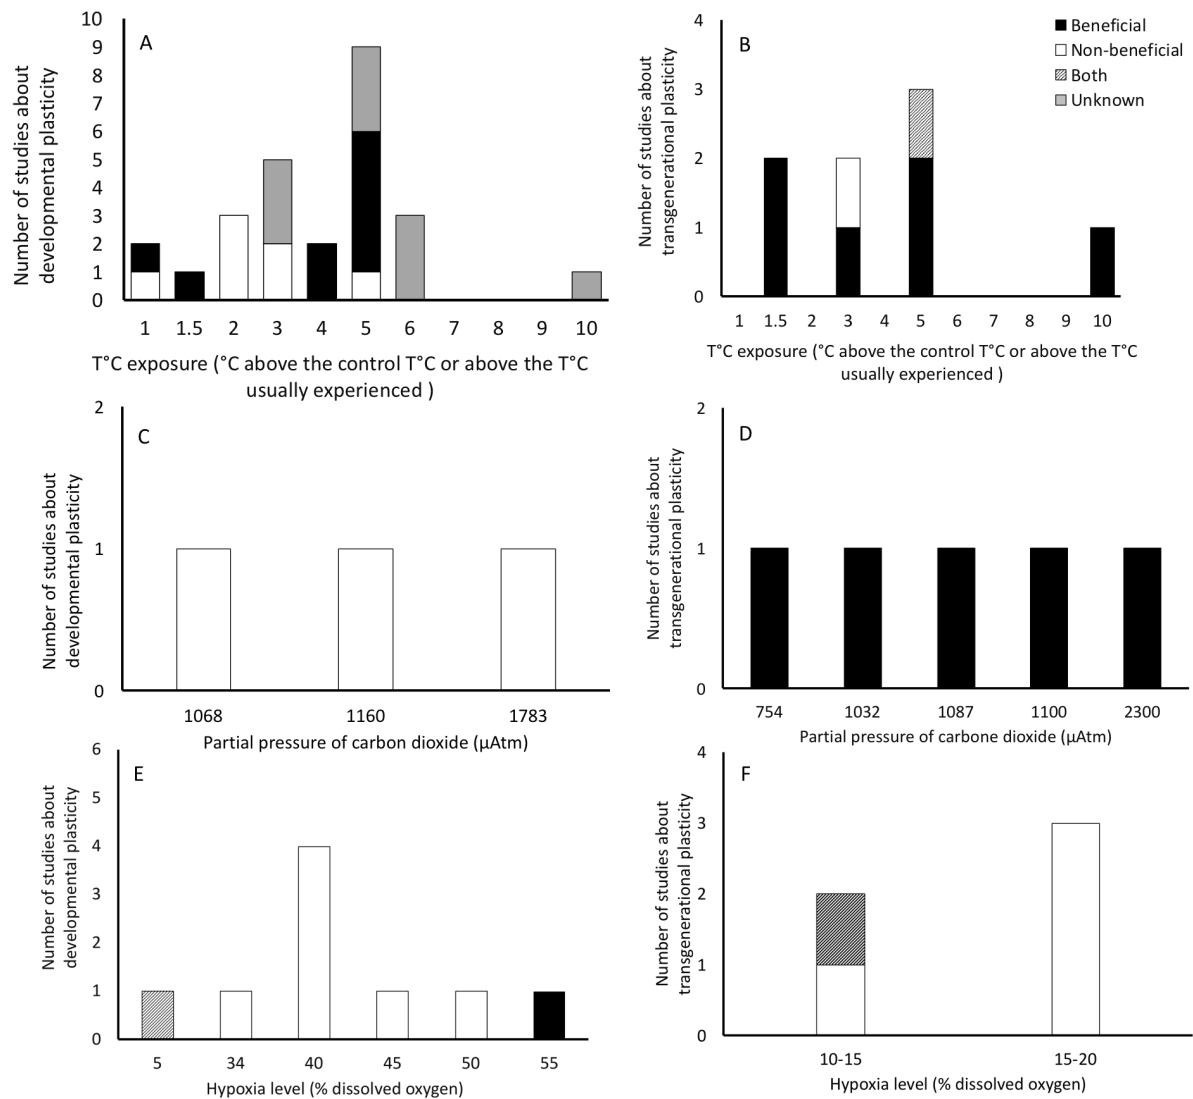 A
Number of studies about
developmental plasticity
10
9
8
7
6
5
4
3
2
1
0
1 1.5 2 3 4 5 6 7 8 9 10
T°C exposure (°C above the control T°C or above the T°C
usually experienced )
B
Beneficial
Non-beneficial
Both
Unknown
Number of studies about
transgenerational plasticity
4
3
2
1
0
1 1.5 2 3 4 5 6 7 8 9 10
T°C exposure (°C above the control T°C or above the T°C
usually experienced )
C
Number of studies about
developmental plasticity
2
1
0
1068 1160 1783
Partial pressure of carbon dioxide (µAtm)
D
Number of studies about
transgenerational plasticity
2
1
0
754 1032 1087 1100 2300
Partial pressure of carbone dioxide (µAtm)
E
Number of studies about
developmental plasticity
6
5
4
3
2
1
0
5 34 40 45 50 55
Hypoxia level (% dissolved oxygen)
F
Number of studies about
transgenerational plasticity
4
3
2
1
0
10-15 15-20
Hypoxia level (% dissolved oxygen)